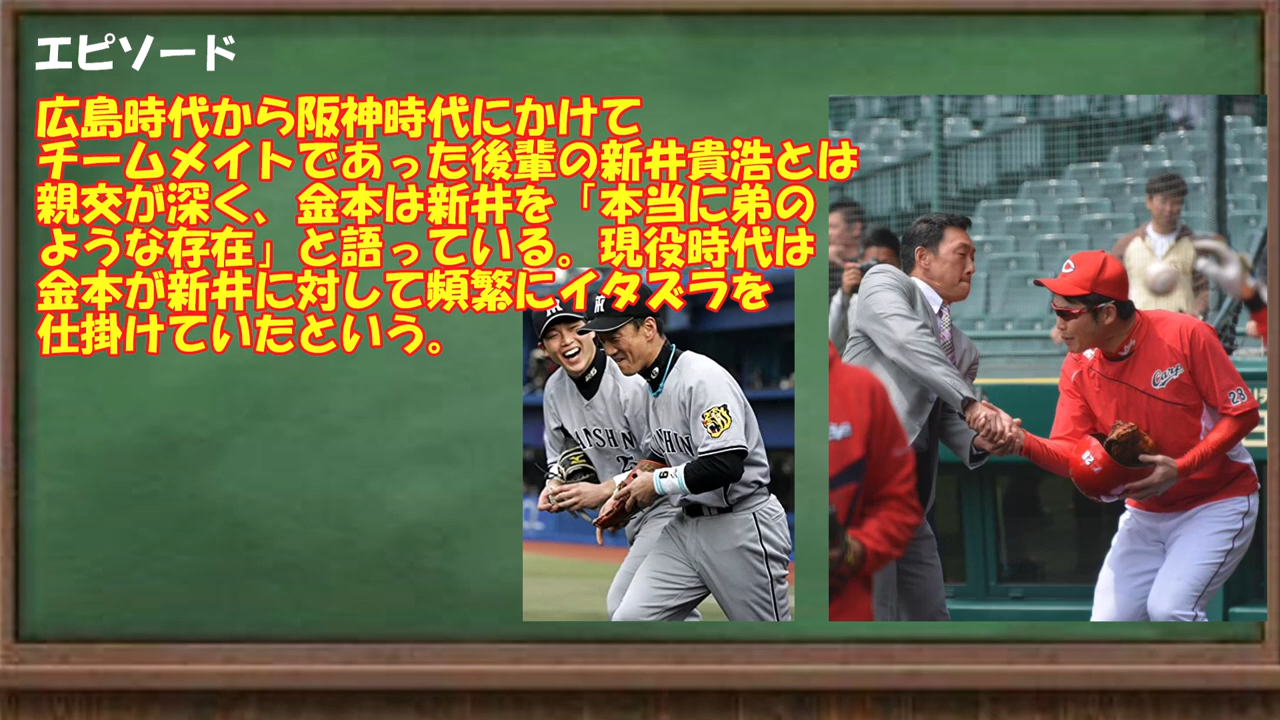 エピソード
広島時代から阪神時代にかけて
チームメイトであった後輩の新井貴浩とは
親交が深く、金本は新井を「本当に弟の
ような存在」と語っている。現役時代は
金本が新井に対して頻繁にイタズラを
仕掛けていたという。
Carp
28